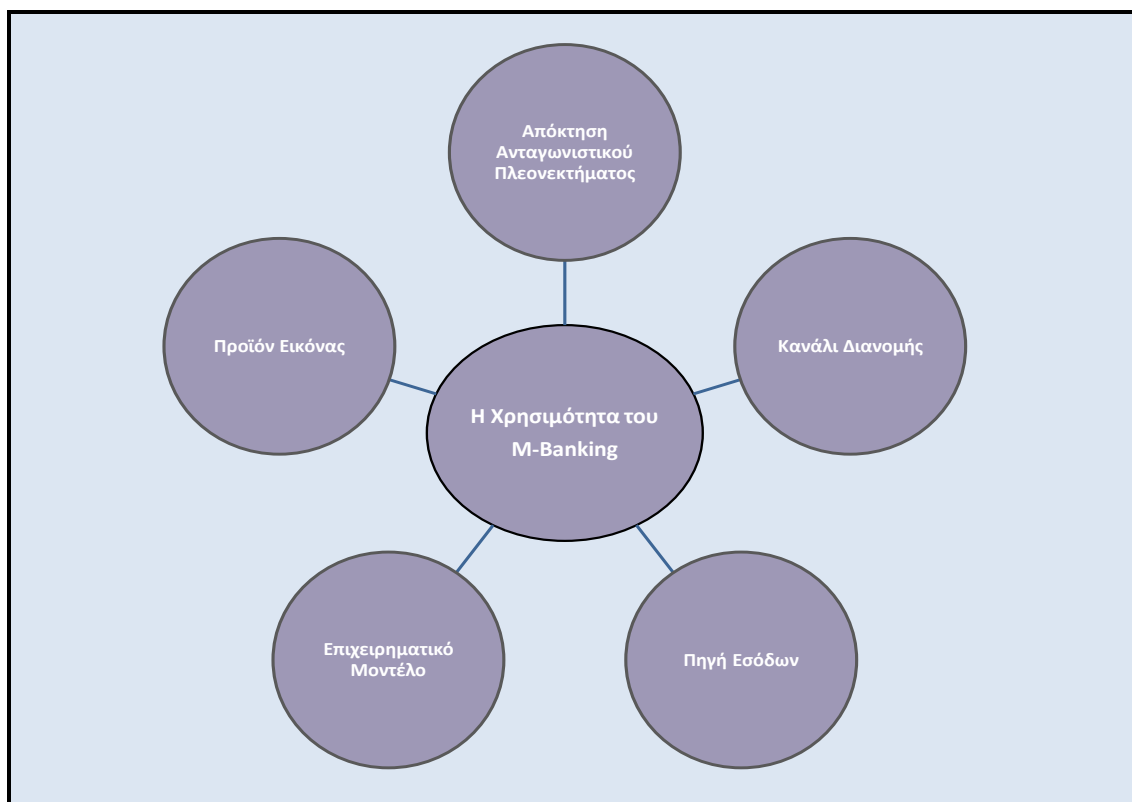 Απόκτηση
Ανταγωνιστικού
Πλεονεκτήματος
Προϊόν Εικόνας
Κανάλι Διανομής
Η Χρησιμότητα του
M-Banking
Επιχειρηματικό
Μοντέλο
Πηγή Εσόδων